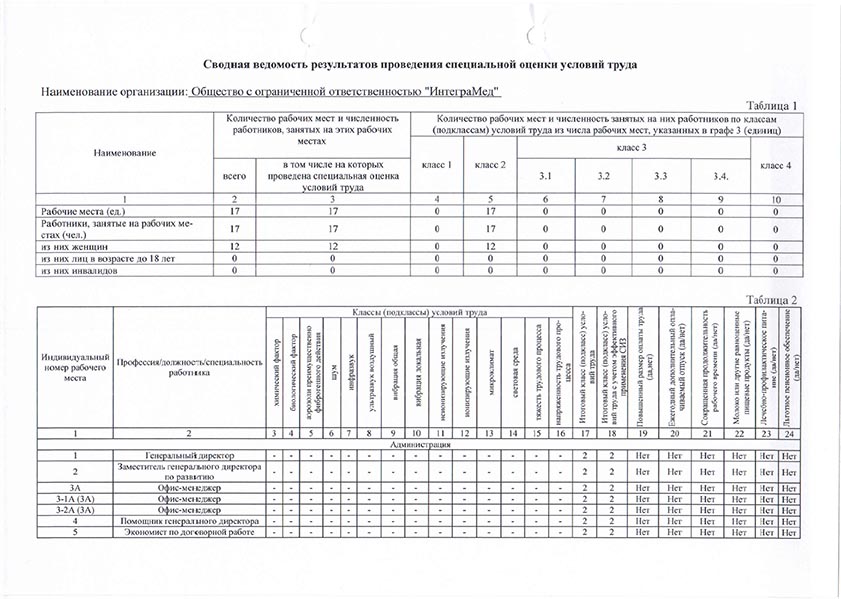 Сводная ведомость результатов проведения специальной оценки условий труда
Наименование организации: Общество с ограниченной ответственностью "ИнтеграМед"
Таблица 1
Наименование
Количество рабочих мест и численность работников, занятых на этих рабочих местах
Количество рабочих мест и численность занятых на них работников по классам (подклассам) условий труда из числа рабочих мест, указанных в графе 3 (единиц)
всего
в том числе на которых проведена специальная оценка условий труда
класс 1
класс 2
класс 3
класс 4
3.1
3.2
3.3
3.4.
1 2 3 4 5 6 7 8 9 10
Рабочие места (ед.) 17 17 0 17 0 0 0 0 0
Работники, занятые на рабочих ме-
стах (чел.) 17 17 0 17 0 0 0 0 0
из них женщин 12 12 0 12 0 0 0 0 0
из них лиц в возрасте до 18 лет 0 0 0 0 0 0 0 0 0
из них инвалидов 0 0 0 0 0 0 0 0 0
Таблица 2
Индивидуальный номер рабочего места
Профессия/должность/специальность работника
Классы (подклассы) условий труда
химический фактор
биологический фактор
аэрозоли преимущественно фиброгенного действия
шум
инфразвук
ультразвук воздушный
вибрация общая
вибрация локальная
неионизирующие излучения
ионизирующие излучения
микроклимат
световая среда
тяжесть трудового процесса
напряженность трудового про-
цесса
Итоговый класс (подкласс) усло-
вий труда
Итоговый класс (подкласс) усло-
вий труда с учетом эффективного применения СИЗ
Повышенный размер оплаты труда (да,нет)
Ежегодный дополнительный опла-
чиваемый отпуск (да/нет)
Сокращенная продолжительность рабочего времени (да/нет)
Молоко или другие равноценные пищевые продукты (да/нет)
Лечебно-профилактическое пита-
ние (да/нет)
Льготное пенсионное обеспечение (да/нет)
1 2 3 4 5 6 7 8 9 10 11 12 13 14 15 16 17 18 19 20 21 22 23 24
Администрация
1 Генеральный директор - - - - - - - - - - - - - - 2 2 Нет Нет Нет Нет Нет Нет
2 Заместитель генерального директора
по развитию - - - - - - - - - - - - - - 2 2 Нет Нет Нет Нет Нет Нет
3А Офис-менеджер - - - - - - - - - - - - - - 2 2 Нет Нет Нет Нет Нет Нет
3-1А (3А) Офис-менеджер - - - - - - - - - - - - - - 2 2 Нет Нет Нет Нет Нет Нет
3-2А (3А) Офис-менеджер - - - - - - - - - - - - - - 2 2 Нет Нет Нет Нет Нет Нет
4 Помощник генерального директора - - - - - - - - - - - - - - 2 2 Нет Нет Нет Нет Нет Нет
5 Экономист по договорной работе - - - - - - - - - - - - - - 2 2 Нет Нет Нет Нет Нет Нет